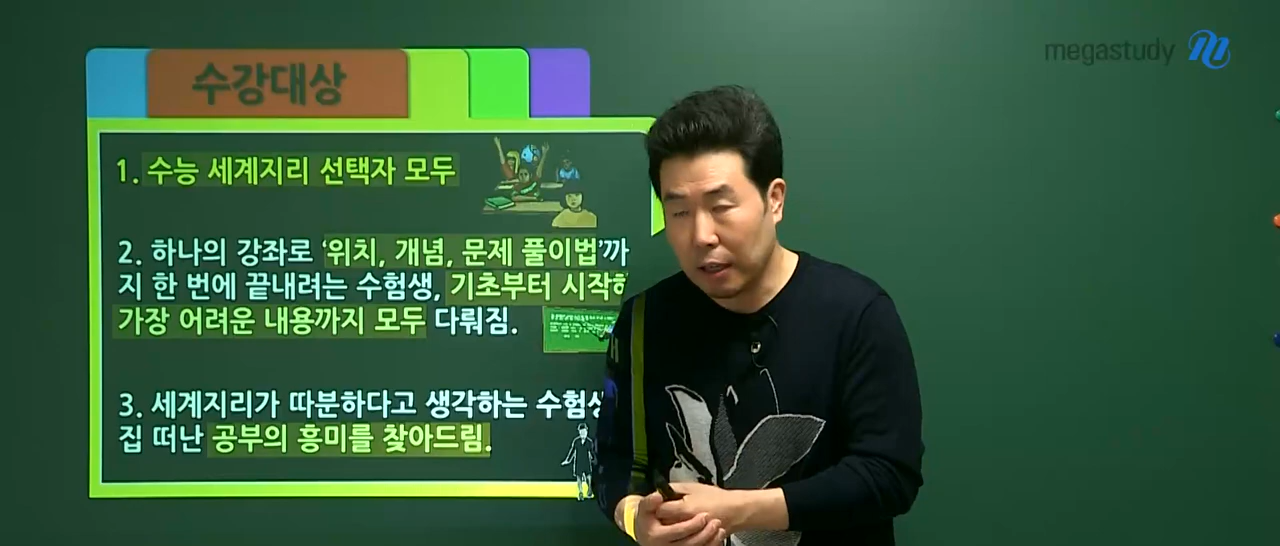 megastudy
수강대상
1. 수능 세계지리 선택자 모두
2. 하나의 강좌로 '위치, 개념, 문제 풀이법'까
지 한 번에 끝내려는 수험생, 기초부터 시작
가장 어려운 내용까지 모두 다뤄짐.
3. 세계지리가 따분하다고 생각하는 수험
집 떠난 공부의 흥미를 찾아드림.